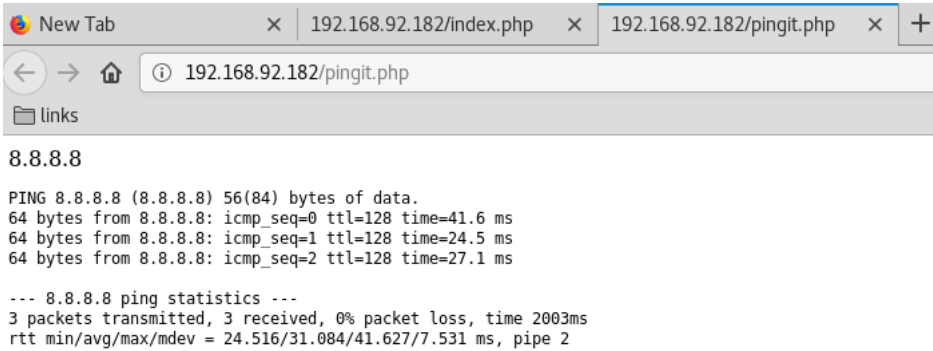 New Tab
192.168.92.182/index.php
192.168.92.182/pingit.php
192.168.92.182/pingit.php
links
8.8.8.8
PING 8.8.8.8 (8.8.8.8) 56(84) bytes of data.
64 bytes from 8.8.8.8: icmp_seq=0 ttl=128 time=41.6 ms
64 bytes from 8.8.8.8: icmp_seq=1 ttl=128 time=24.5 ms
64 bytes from 8.8.8.8: icmp_seq=2 ttl=128 time=27.1 ms
--- 8.8.8.8 ping statistics ---
3 packets transmitted, 3 received, 0% packet loss, time 2003ms
rtt min/avg/max/mdev = 24.516/31.084/41.627/7.531 ms, pipe 2